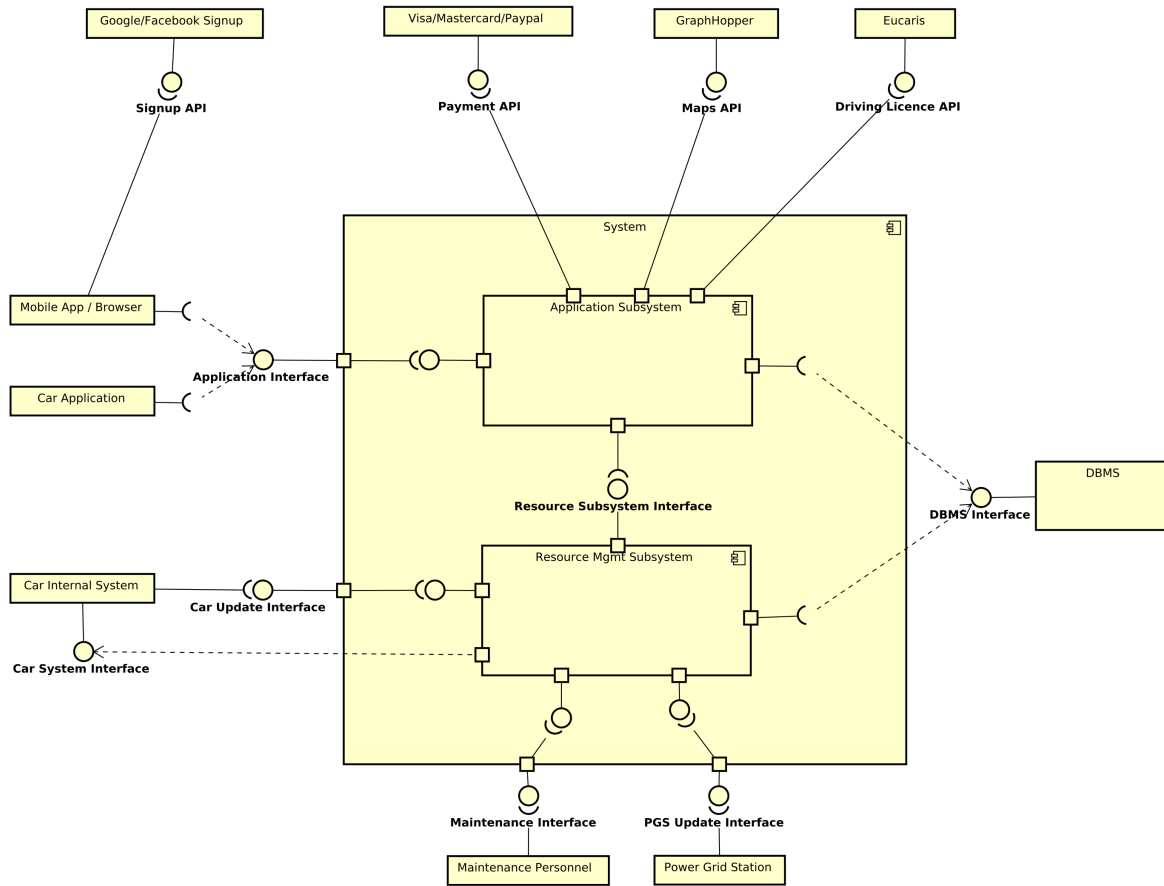 Google/Facebook Signup
Visa/Mastercard/Paypal
GraphHopper
Eucaris
Signup API
Payment API
Maps API
Driving Licence API
System
Mobile App / Browser
Application Subsystem
Application Interface
Car Application
DBMS
Resource Subsystem Interface
DBMS Interface
Resource Mgmt Subsystem
Car Internal System
Car Update Interface
Car System Interface
Maintenance Interface
PGS Update Interface
Maintenance Personnel
Power Grid Station